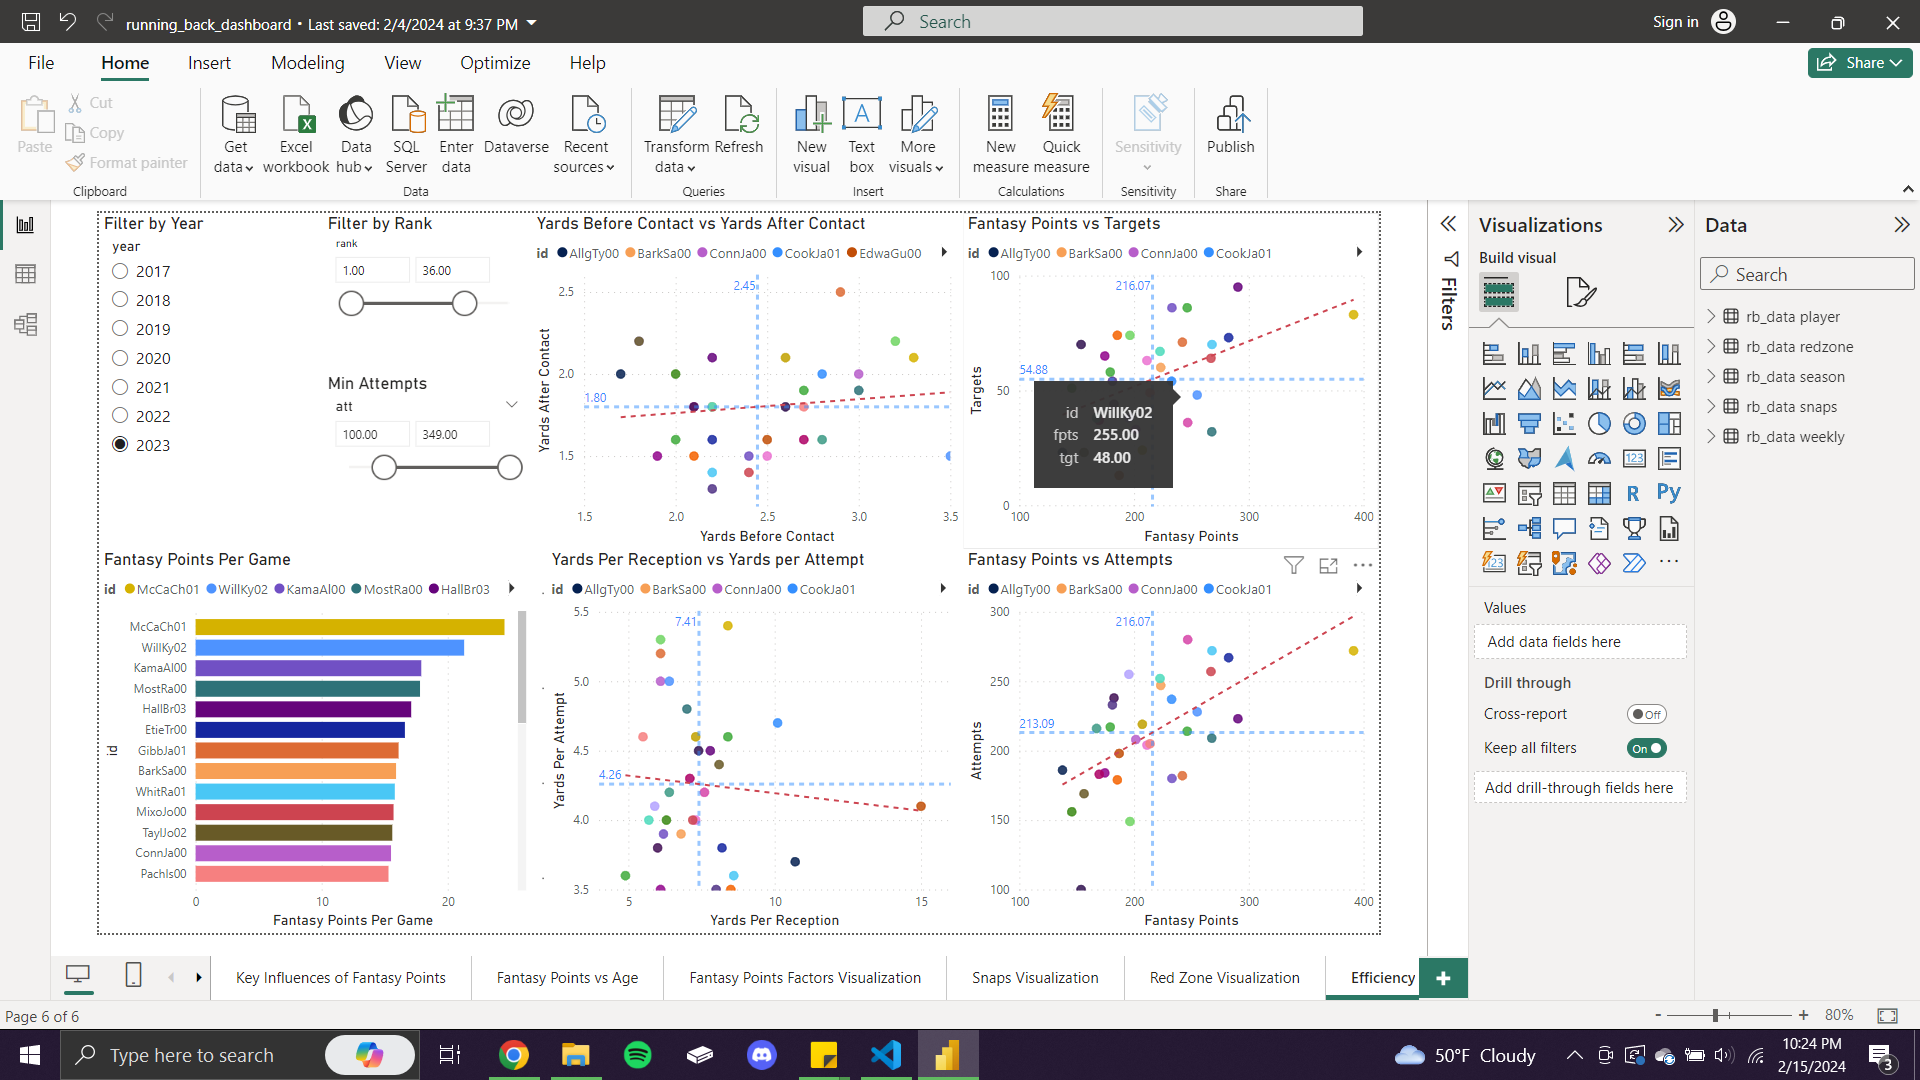 running_back_dashboard • Last saved: 2/4/2024 at 9:37 PM
Search
Sign in
File
Home
Insert
Modeling
View
Optimize
Help
Share
Paste
Cut
Copy
Format painter
Clipboard
Get data
Excel workbook
Data hub
SQL Server
Enter data
Dataverse
Recent sources
Data
Transform data
Refresh
Queries
New visual
Text box
More visuals
Insert
New measure
Quick measure
Calculations
Sensitivity
Sensitivity
Publish
Share
Filter by Year
year
2017
2018
2019
2020
2021
2022
2023
Filter by Rank
rank
1.00 36.00
Min Attempts
att
100.00 349.00
Yards Before Contact vs Yards After Contact
id AllgTy00 BarkSa00 ConnJa00 CookJa01 EdwaGu00
Yards After Contact
2.5
2.0
1.5
2.45
1.80
1.5 2.0 2.5 3.0 3.5
Yards Before Contact
Fantasy Points vs Targets
id AllgTy00 BarkSa00 ConnJa00 CookJa01
Targets
100
50
0
216.07
54.88
id WillKy02
fpts 255.00
tgt 48.00
100 200 300 400
Fantasy Points
Fantasy Points Per Game
id McCaCh01 WillKy02 KamaAl00 MostRa00 HallBr03
id
McCaCh01
WillKy02
KamaAl00
MostRa00
HallBr03
EtieTr00
GibbJa01
BarkSa00
WhitRa01
MixoJo00
TaylJo02
ConnJa00
PachIs00
0 10 20
Fantasy Points Per Game
Yards Per Reception vs Yards per Attempt
id AllgTy00 BarkSa00 ConnJa00 CookJa01
Yards Per Attempt
5.5
5.0
4.5
4.0
3.5
7.41
4.26
5 10 15
Yards Per Reception
Fantasy Points vs Attempts
id AllgTy00 BarkSa00 ConnJa00 CookJa01
Attempts
300
250
200
150
100
216.07
213.09
100 200 300 400
Fantasy Points
Filters
Visualizations
Build visual
123
R
Py
123
Values
Add data fields here
Drill through
Cross-report
Off
Keep all filters
On
Add drill-through fields here
Data
Search
rb_data player
rb_data redzone
rb_data season
rb_data snaps
rb_data weekly
Key Influences of Fantasy Points
Fantasy Points vs Age
Fantasy Points Factors Visualization
Snaps Visualization
Red Zone Visualization
Efficiency
Page 6 of 6
80%
Type here to search
50°F Cloudy
10:24 PM
2/15/2024
3